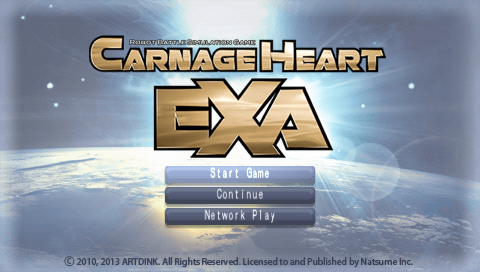 ROBOT BATTLE SIMULATION GAME
CARNAGE HEART
EXA
Start Game
Continue
Network Play
© 2010, 2013 ARTDINK. All Rights Reserved. Licensed to and Published by Natsume Inc.